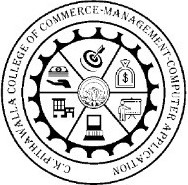 C.K.PITHAWALLA COLLEGE OF COMMERCE-MANAGEMENT-COMPUTER APPLICATION
$